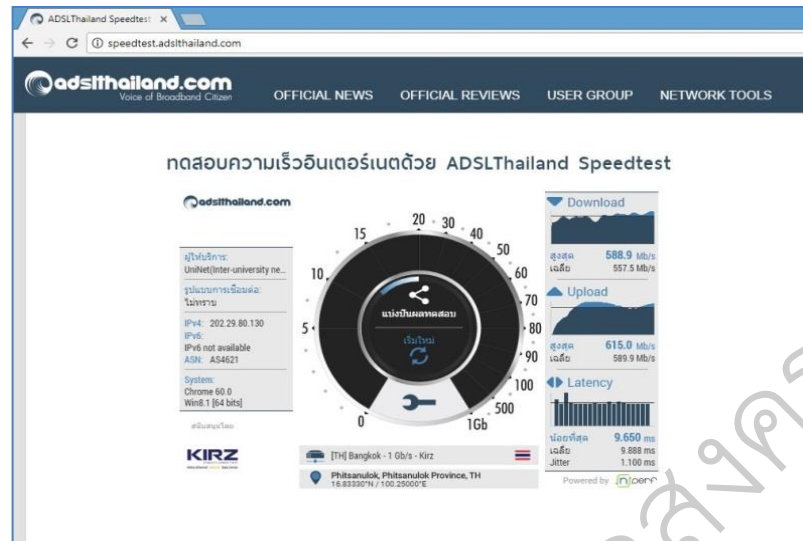 ADSLThailand Speedtest
speedtest.adslthailand.com
adslthailand.com
Voice of Broadband Citizen
OFFICIAL NEWS OFFICIAL REVIEWS USER GROUP NETWORK TOOLS
ทดสอบความเร็วอินเตอร์เนตด้วย ADSLThailand Speedtest
adslthailand.com
ผู้ให้บริการ:
UniNet(Inter-university ne...
รูปแบบการเชื่อมต่อ:
ไม่ทราบ
IPv4: 202.29.80.130
IPv6:
IPv6 not available
ASN: AS4621
System:
Chrome 60.0
Win8.1 [64 bits]
สนับสนุนโดย
KIRZ
0
5
10
15
20
30
40
50
60
70
80
90
100
500
1Gb
แบ่งปันผลทดสอบ
เริ่มใหม่
[TH] Bangkok - 1 Gb/s - Kirz
Phitsanulok, Phitsanulok Province, TH
16.83330°N / 100.25000°E
Download
สูงสุด 588.9 Mb/s
เฉลี่ย 557.5 Mb/s
Upload
สูงสุด 615.0 Mb/s
เฉลี่ย 589.9 Mb/s
Latency
น้อยที่สุด 9.650 ms
เฉลี่ย 9.888 ms
Jitter 1.100 ms
Powered by nperf